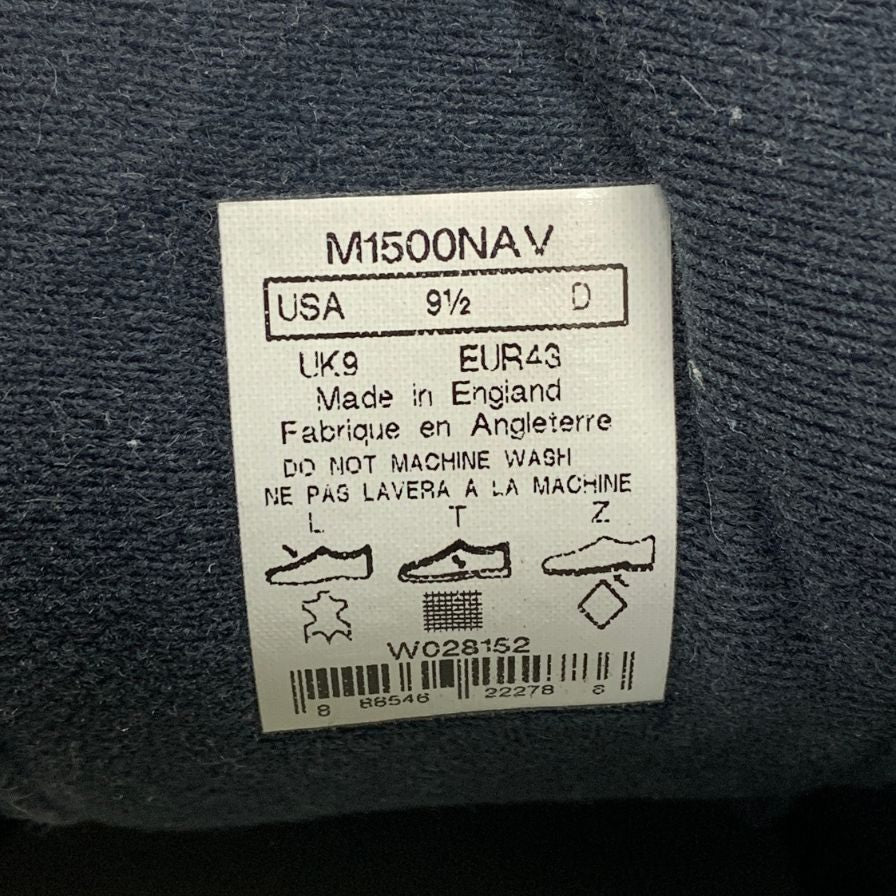 M1500NAV
USA 9½ D
UK9 EUR43
Made in England
Fabrique en Angleterre
DO NOT MACHINE WASH
NE PAS LAVERA A LA MACHINE
L T Z
W028152
8 88546 22278 6